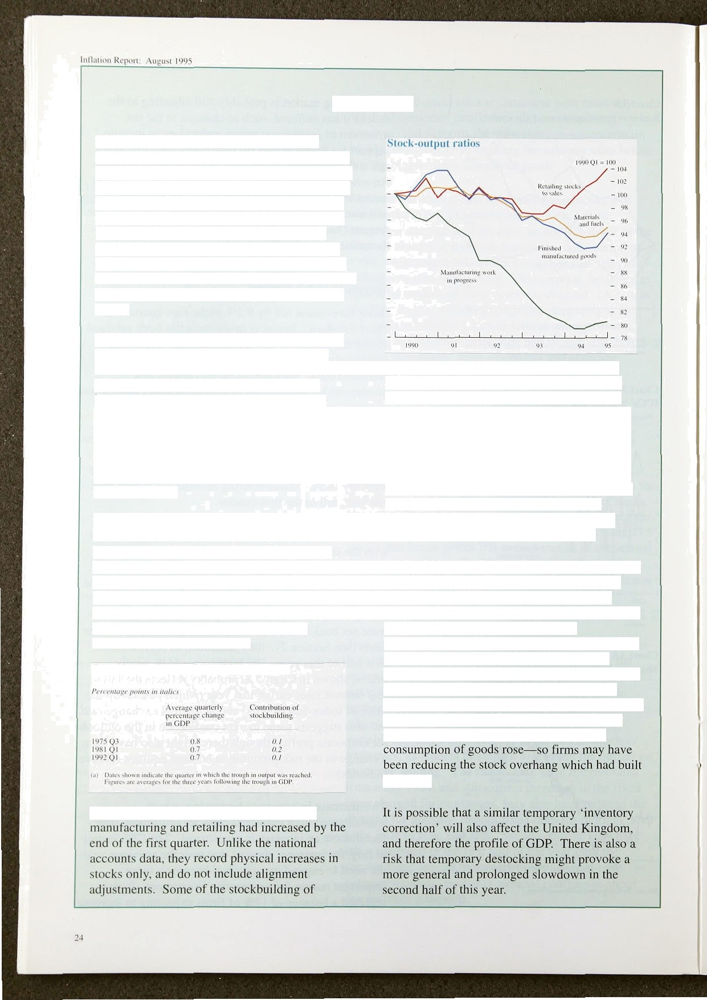 Inflation Report: August 1995
Percentage points in italics
Average quarterly percentage change in GDP
Contribution of stockbuilding
1975 Q3 0.8 0.1
1981 Q1 0.7 0.2
1992 Q1 0.7 0.1
(a) Dates shown indicate the quarter in which the trough in output was reached.
Figures are averages for the three years following the trough in GDP.
manufacturing and retailing had increased by the
end of the first quarter. Unlike the national
accounts data, they record physical increases in
stocks only, and do not include alignment
adjustments. Some of the stockbuilding of
Stock-output ratios
1990 Q1 = 100
104
102
100
98
96
94
92
90
88
86
84
82
80
78
Retailing stocks
to sales
Materials
and fuels
Finished
manufactured goods
Manufacturing work
in progress
1990 91 92 93 94 95
consumption of goods rose—so firms may have
been reducing the stock overhang which had built
It is possible that a similar temporary ‘inventory
correction’ will also affect the United Kingdom,
and therefore the profile of GDP. There is also a
risk that temporary destocking might provoke a
more general and prolonged slowdown in the
second half of this year.
24